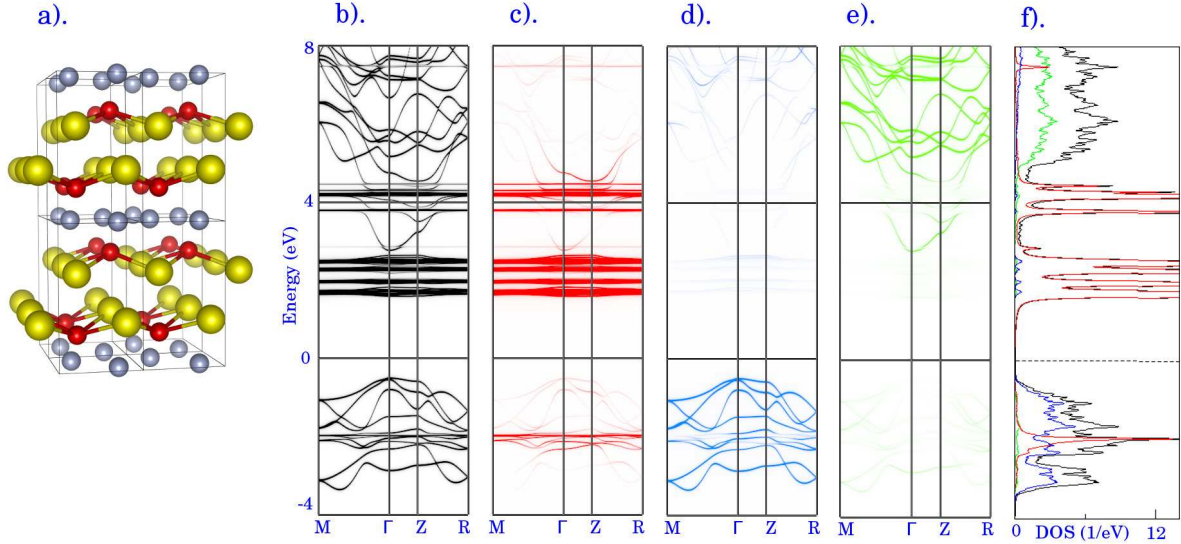 a).
b).
c).
d).
e).
f).
8
4
0
-4
Energy (eV)
M Γ Z R
M Γ Z R
M Γ Z R
M Γ Z R
0 DOS (1/eV) 12